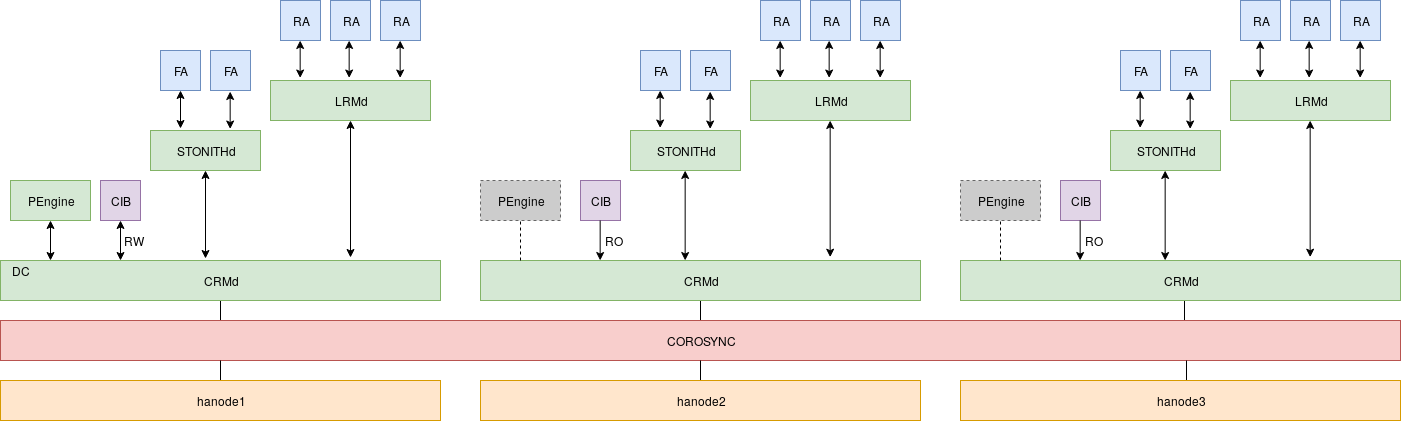 RA RA RA RA RA RA RA RA RA
FA FA FA FA FA FA
LRMd LRMd LRMd
STONITHd STONITHd STONITHd
PEngine CIB PEngine CIB PEngine CIB
RW RO RO
DC
CRMd CRMd CRMd
COROSYNC
hanode1 hanode2 hanode3